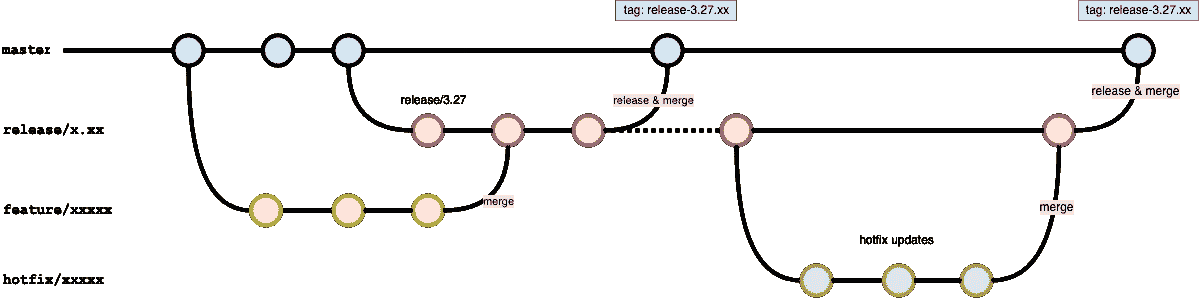 tag: release-3.27.xx
tag: release-3.27.xx
master
release/3.27
release & merge
release & merge
release/x.xx
feature/xxxxx
merge
merge
hotfix updates
hotfix/xxxxx